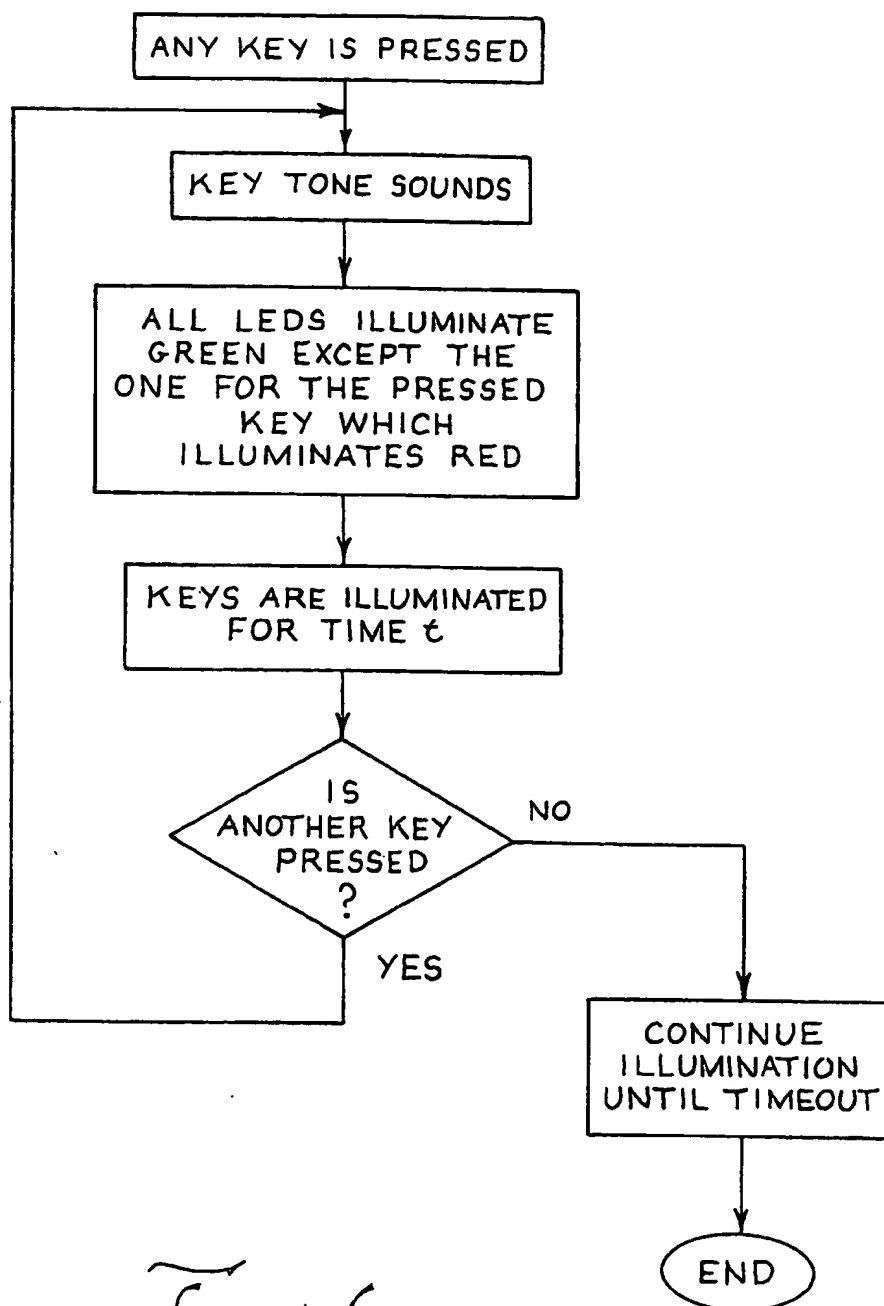 ANY KEY IS PRESSED
KEY TONE SOUNDS
ALL LEDS ILLUMINATE
GREEN EXCEPT THE
ONE FOR THE PRESSED
KEY WHICH
ILLUMINATES RED
KEYS ARE ILLUMINATED
FOR TIME t
IS
ANOTHER KEY
PRESSED
?
NO
YES
CONTINUE
ILLUMINATION
UNTIL TIMEOUT
END